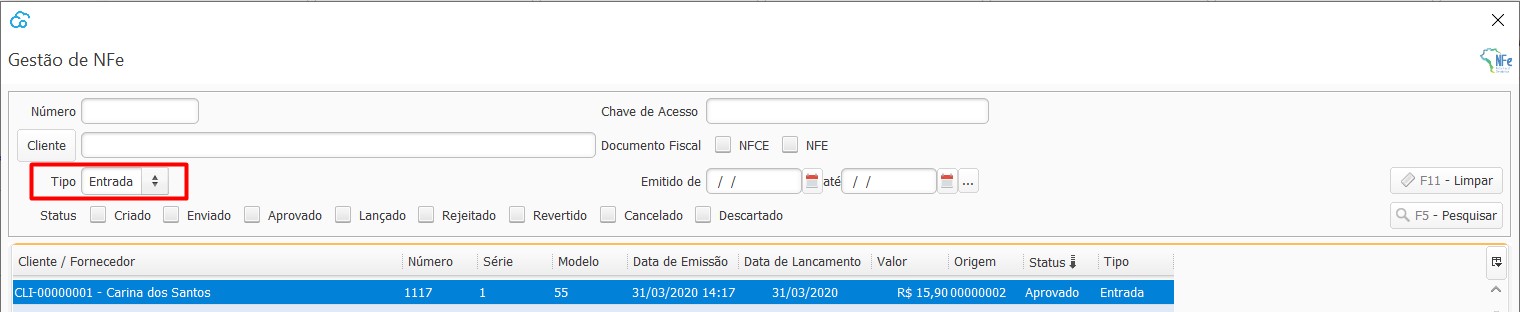 Gestão de NFe
NFe
Número Chave de Acesso
Cliente Documento Fiscal NFCE NFE
Tipo Entrada Emitido de / / até / / ... F11 - Limpar
Status Criado Enviado Aprovado Lançado Rejeitado Revertido Cancelado Descartado F5 - Pesquisar
Cliente / Fornecedor Número Série Modelo Data de Emissão Data de Lancamento Valor Origem Status Tipo
CLI-00000001 - Carina dos Santos 1117 1 55 31/03/2020 14:17 31/03/2020 R$ 15,90 00000002 Aprovado Entrada